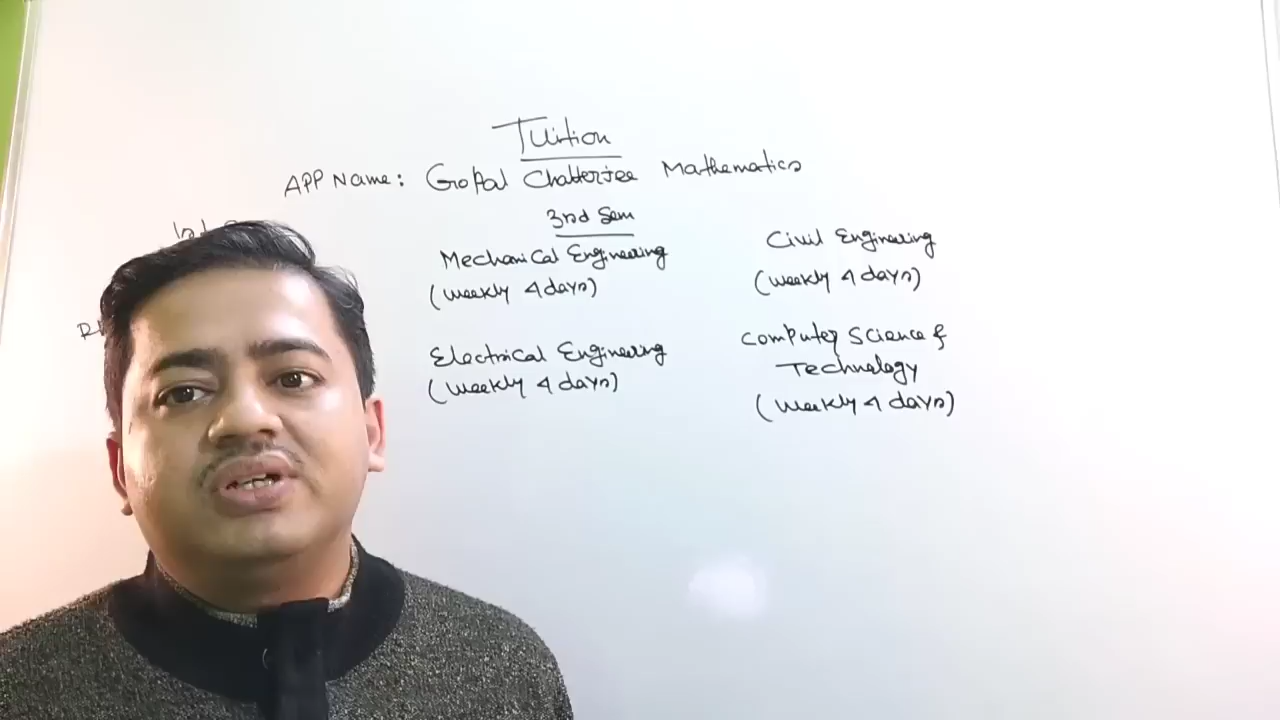 Tuition
APP Name: Gopal Chatterjee Mathematics
3rd Sem
Mechanical Engineering
(weekly 4 days)
Civil Engineering
(weekly 4 days)
Electrical Engineering
(weekly 4 days)
Computer Science &
Technology
(weekly 4 days)